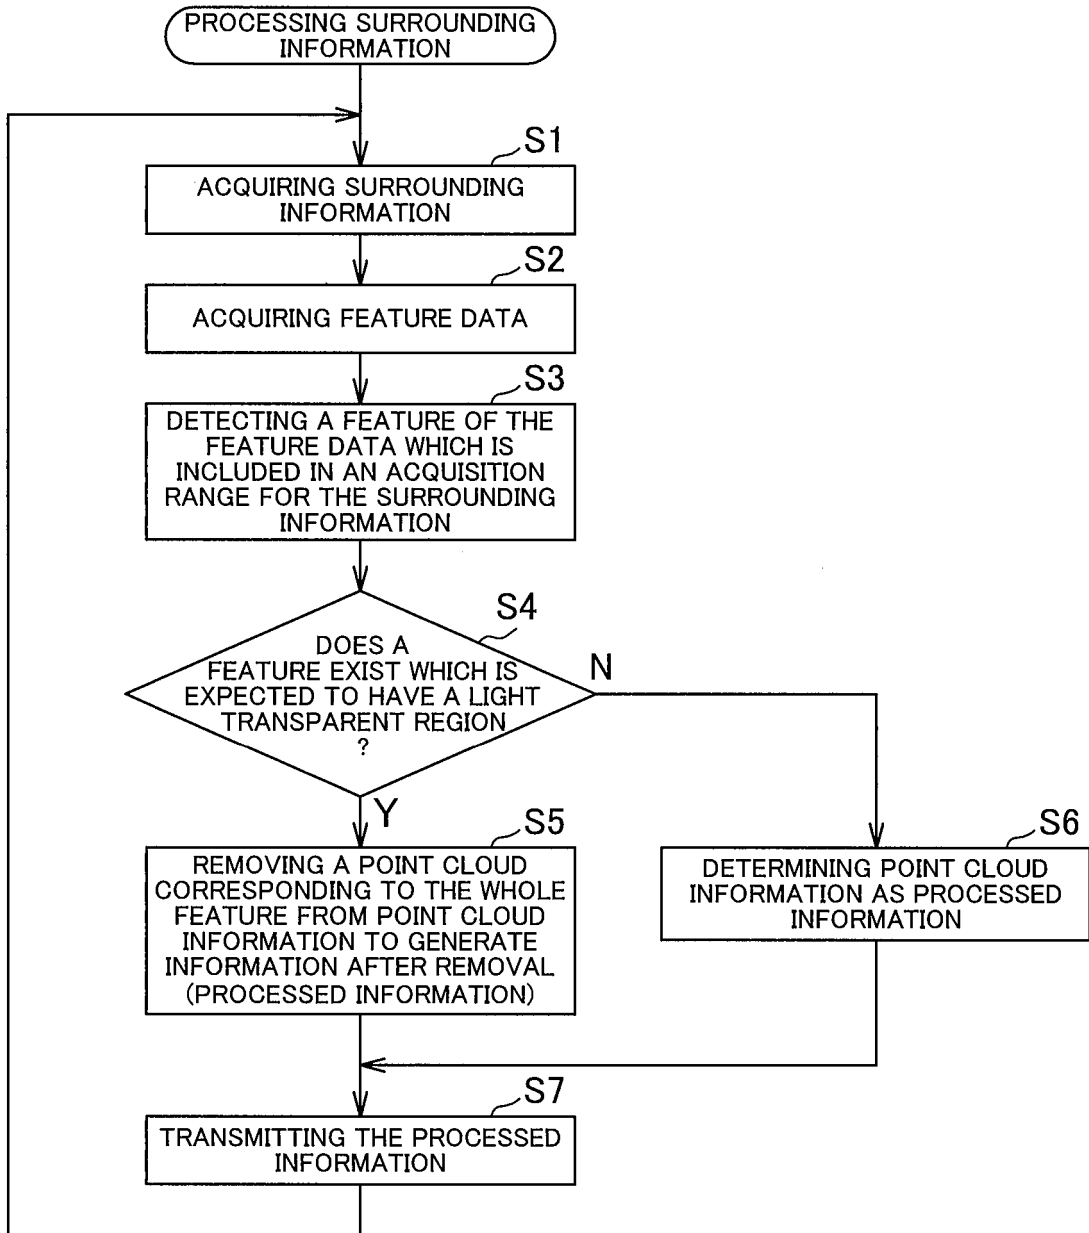 PROCESSING SURROUNDING
INFORMATION
S1
ACQUIRING SURROUNDING
INFORMATION
S2
ACQUIRING FEATURE DATA
S3
DETECTING A FEATURE OF THE
FEATURE DATA WHICH IS
INCLUDED IN AN ACQUISITION
RANGE FOR THE SURROUNDING
INFORMATION
S4
DOES A
FEATURE EXIST WHICH IS
EXPECTED TO HAVE A LIGHT
TRANSPARENT REGION
?
N
Y
S5
REMOVING A POINT CLOUD
CORRESPONDING TO THE WHOLE
FEATURE FROM POINT CLOUD
INFORMATION TO GENERATE
INFORMATION AFTER REMOVAL
(PROCESSED INFORMATION)
S6
DETERMINING POINT CLOUD
INFORMATION AS PROCESSED
INFORMATION
S7
TRANSMITTING THE PROCESSED
INFORMATION